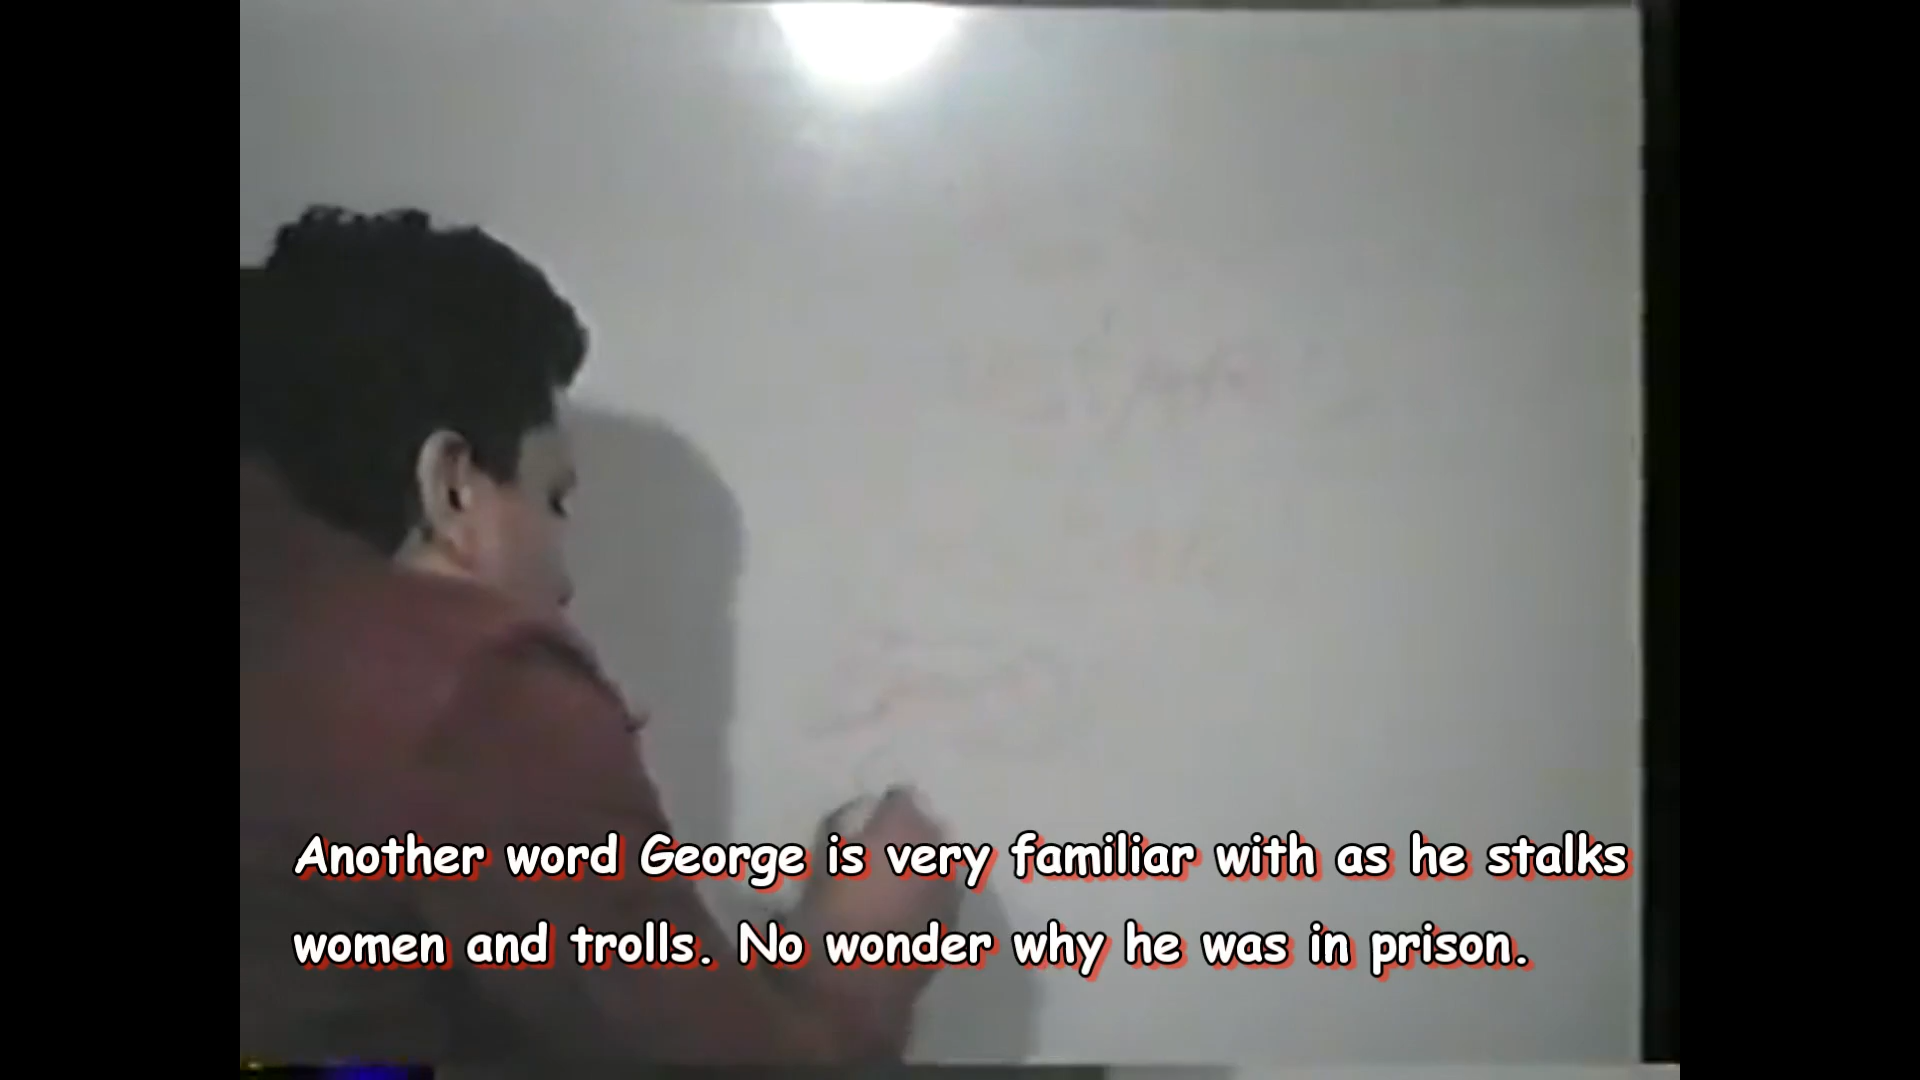 Another word George is very familiar with as he stalks
women and trolls. No wonder why he was in prison.